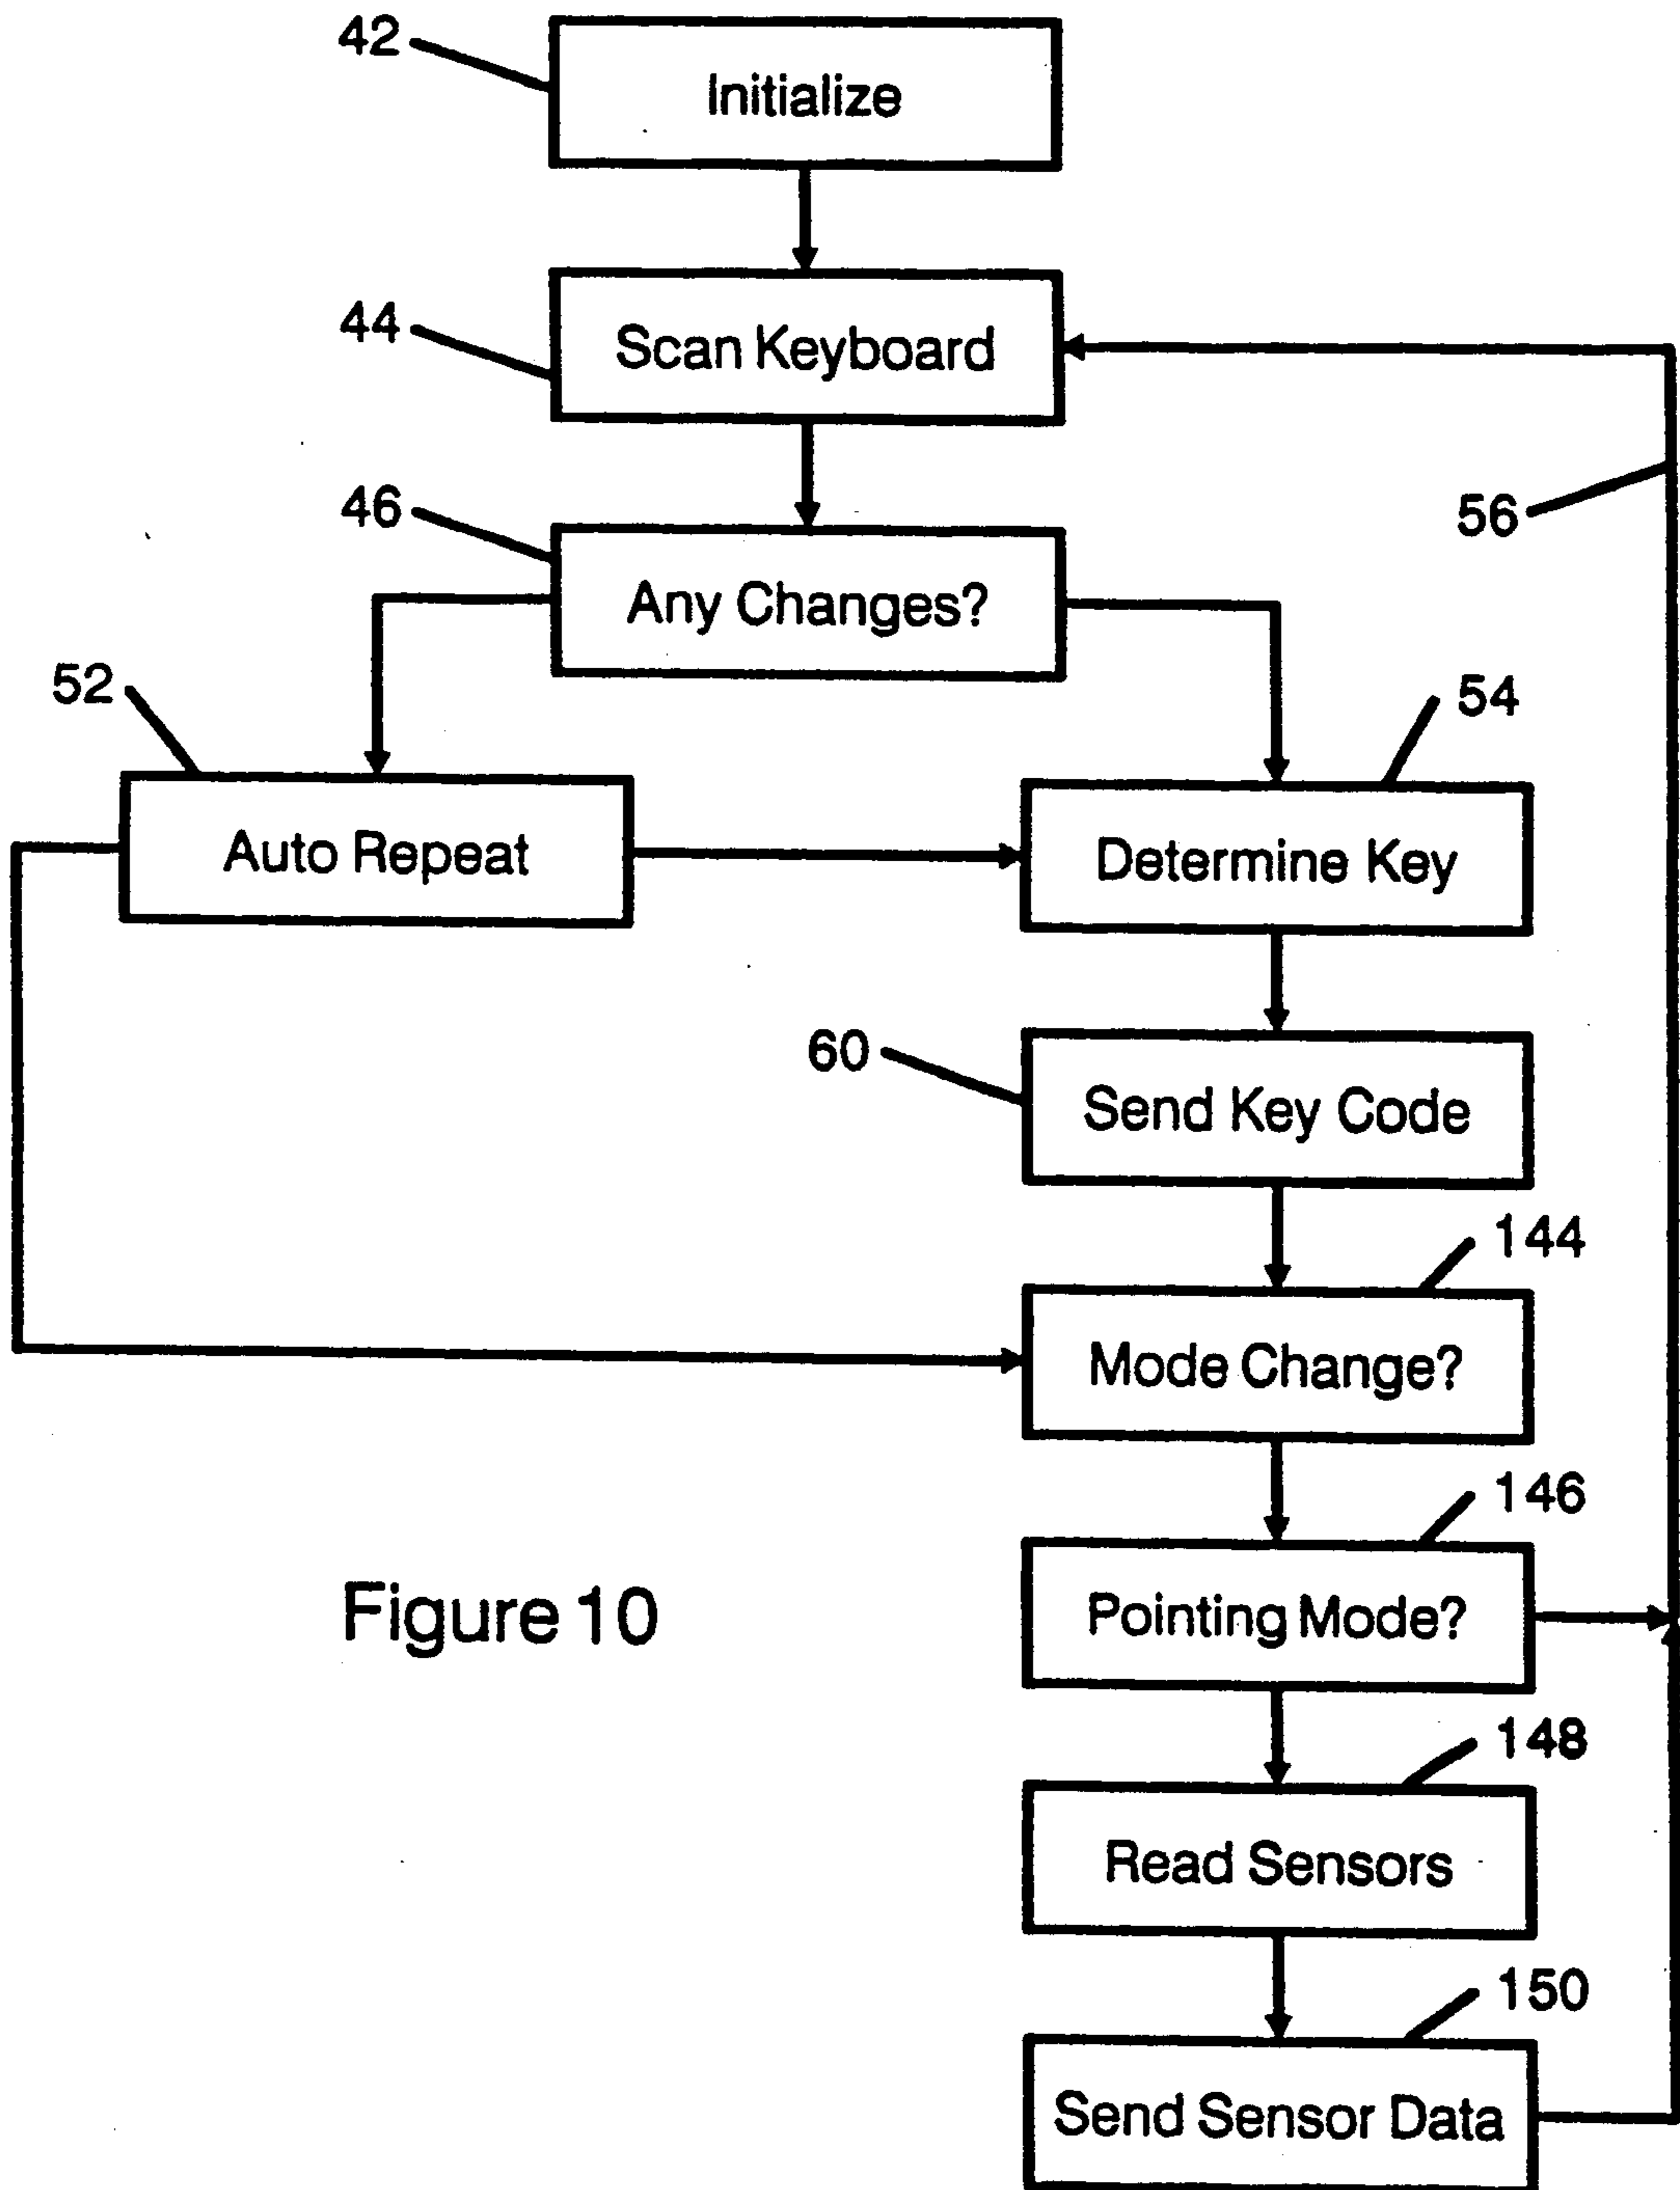 42
Initialize
44
Scan Keyboard
46
56
Any Changes?
52
54
Auto Repeat
Determine Key
60
Send Key Code
144
Mode Change?
146
Figure 10
Pointing Mode?
148
Read Sensors
150
Send Sensor Data